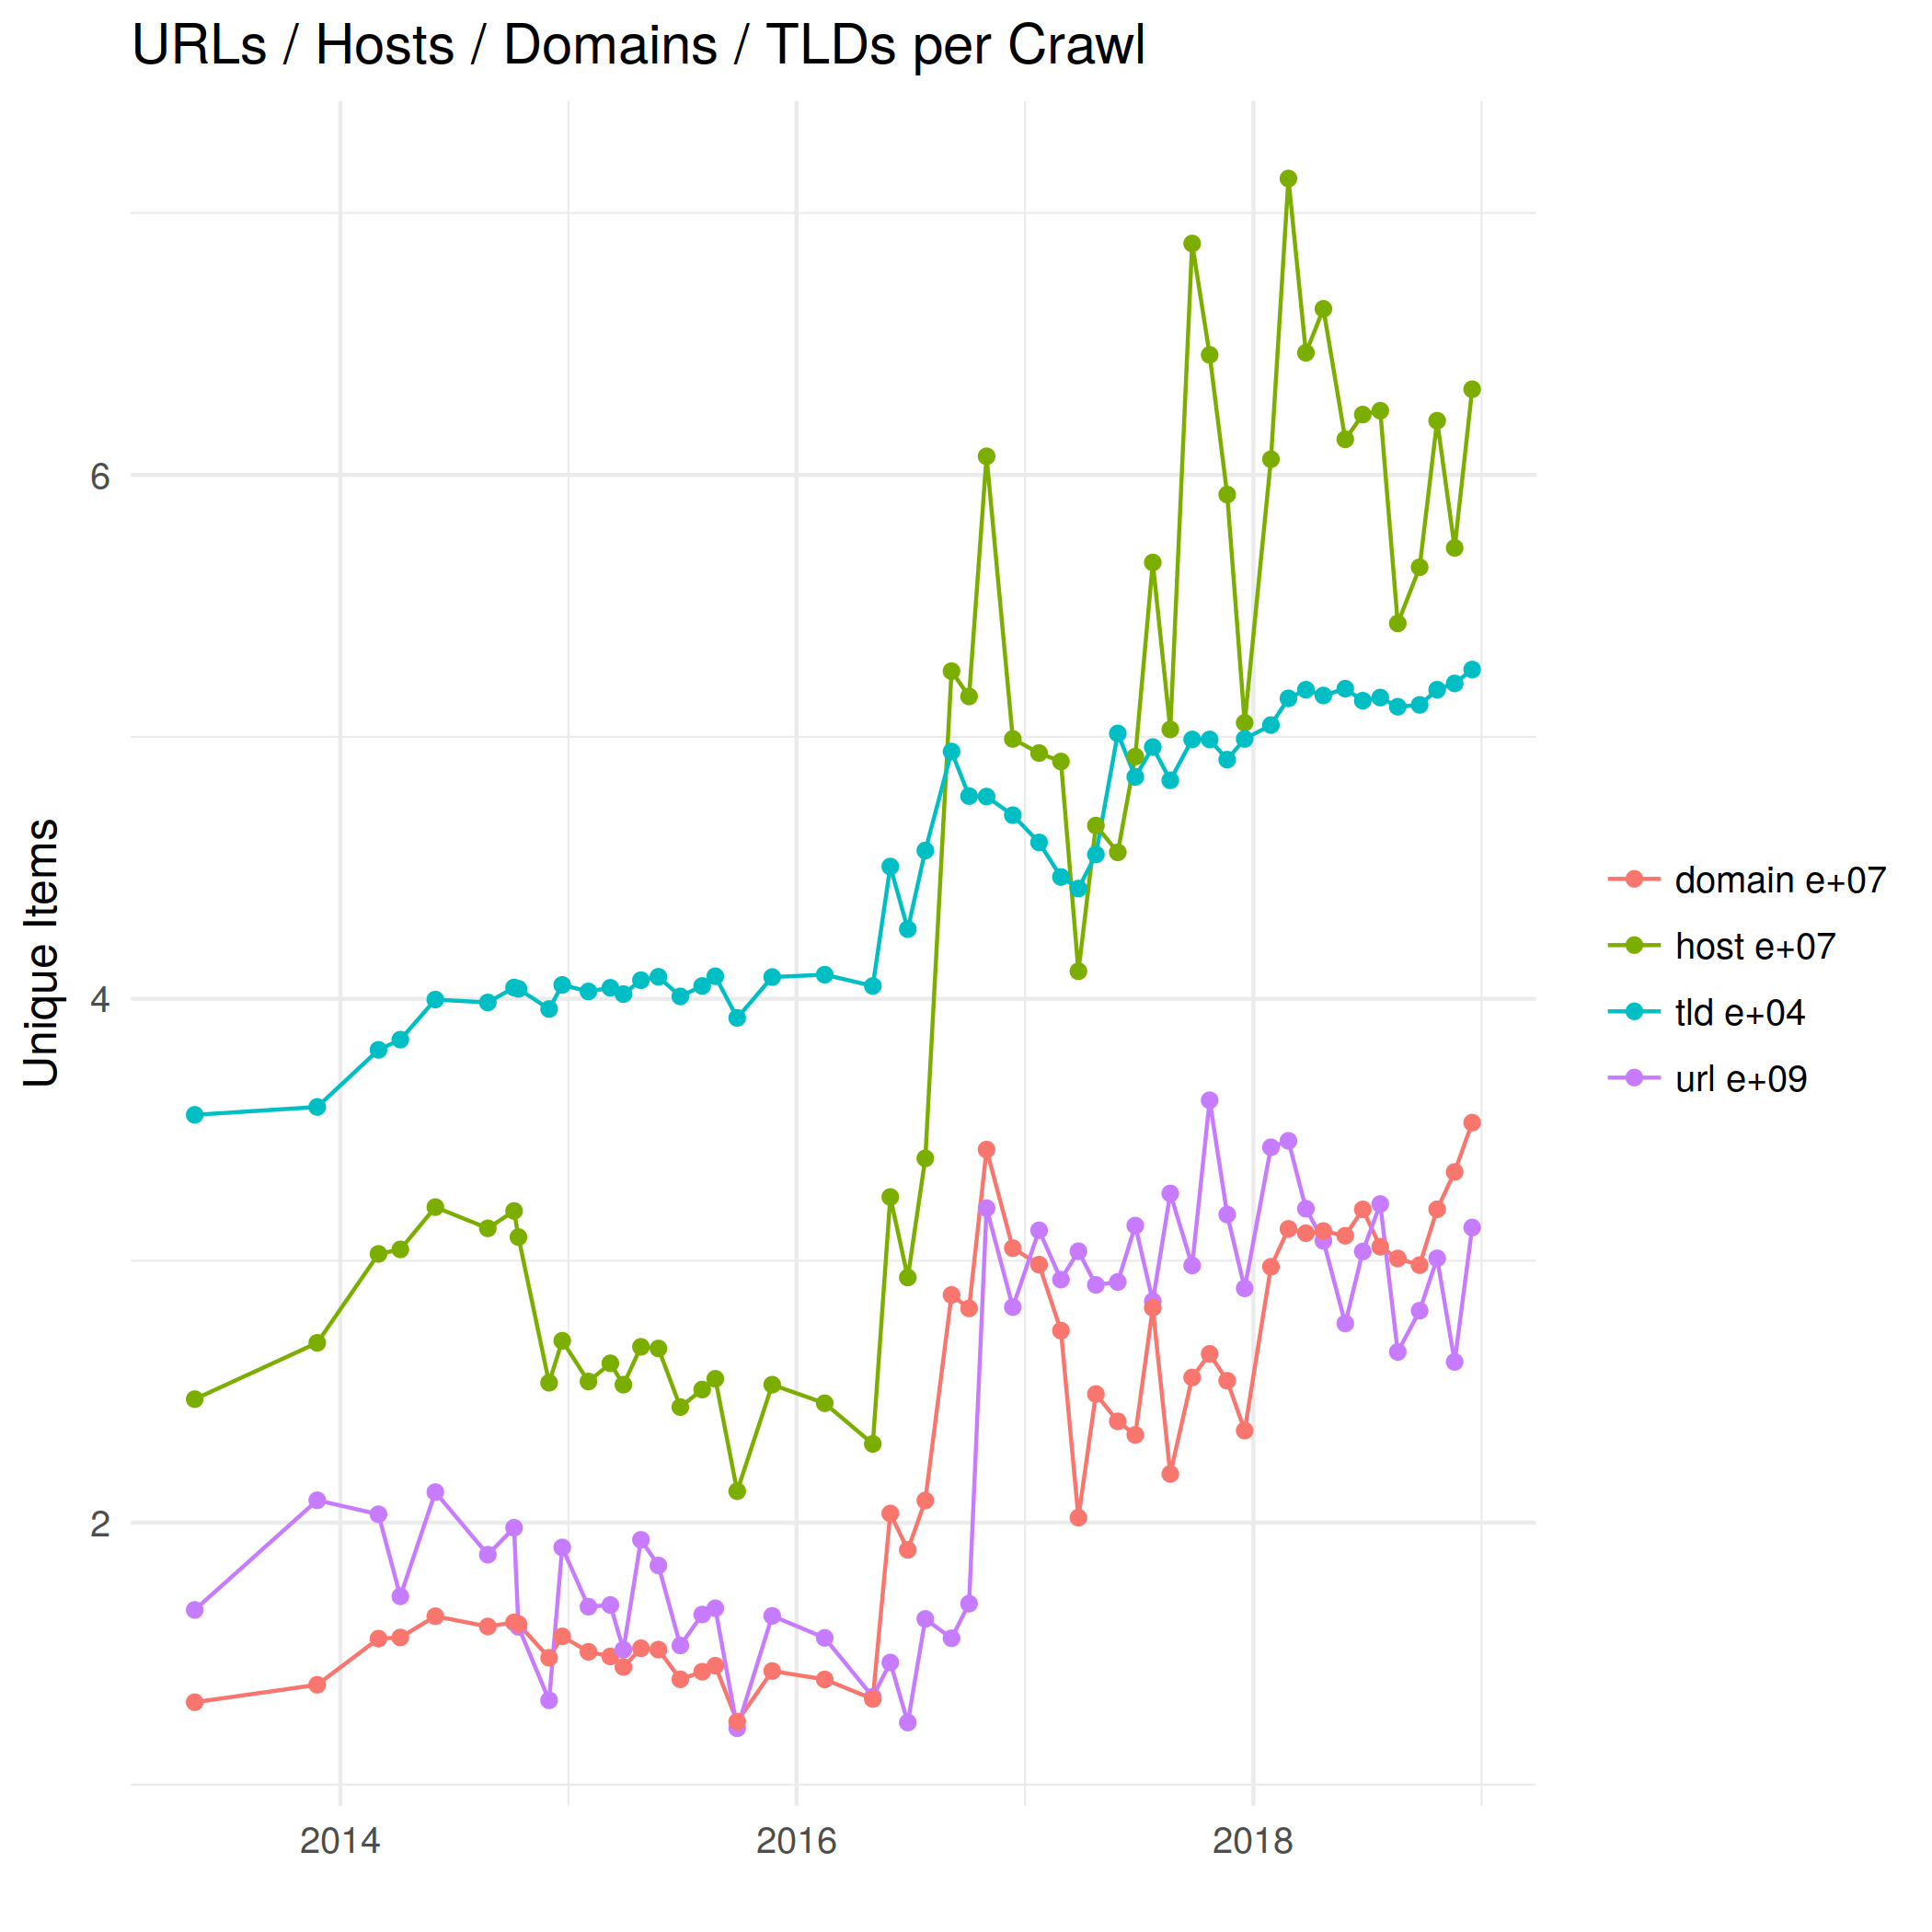 URLs / Hosts / Domains / TLDs per Crawl
Unique Items
6
4
2
2014
2016
2018
domain e+07
host e+07
tld e+04
url e+09